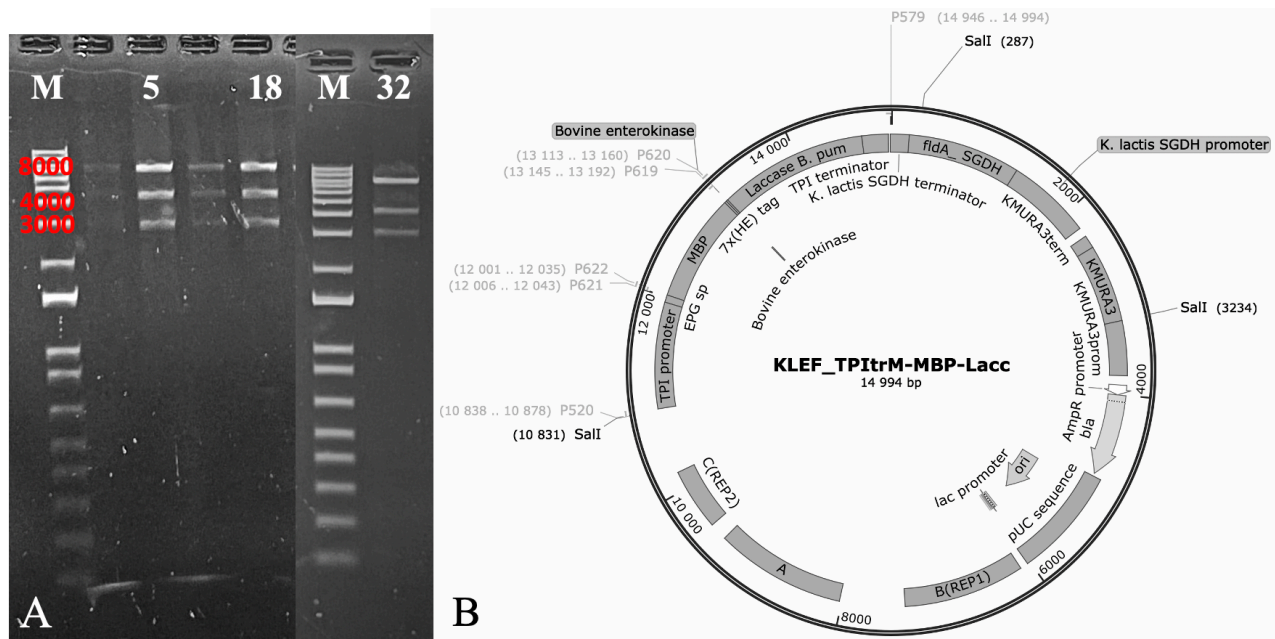 M
5
18
M
32
8000
4000
3000
A
P579 (14 946 .. 14 994)
SalI (287)
Bovine enterokinase
(13 113 .. 13 160) P620
(13 145 .. 13 192) P619
14 000
Laccase B. pum
TPI terminator
K. lactis SGDH terminator
fldA_ SGDH
K. lactis SGDH promoter
2000
KMURA3term
7x(HE) tag
MBP
Bovine enterokinase
(12 001 .. 12 035) P622
(12 006 .. 12 043) P621
12 000
EPG sp
TPI promoter
KMURA3
KMURA3prom
SalI (3234)
KLEF_TPItrM-MBP-Lacc
14 994 bp
AmpR promoter
4000
bla
(10 838 .. 10 878) P520
(10 831) SalI
C(REP2)
10 000
lac promoter
ori
pUC sequence
6000
A
B(REP1)
8000
B